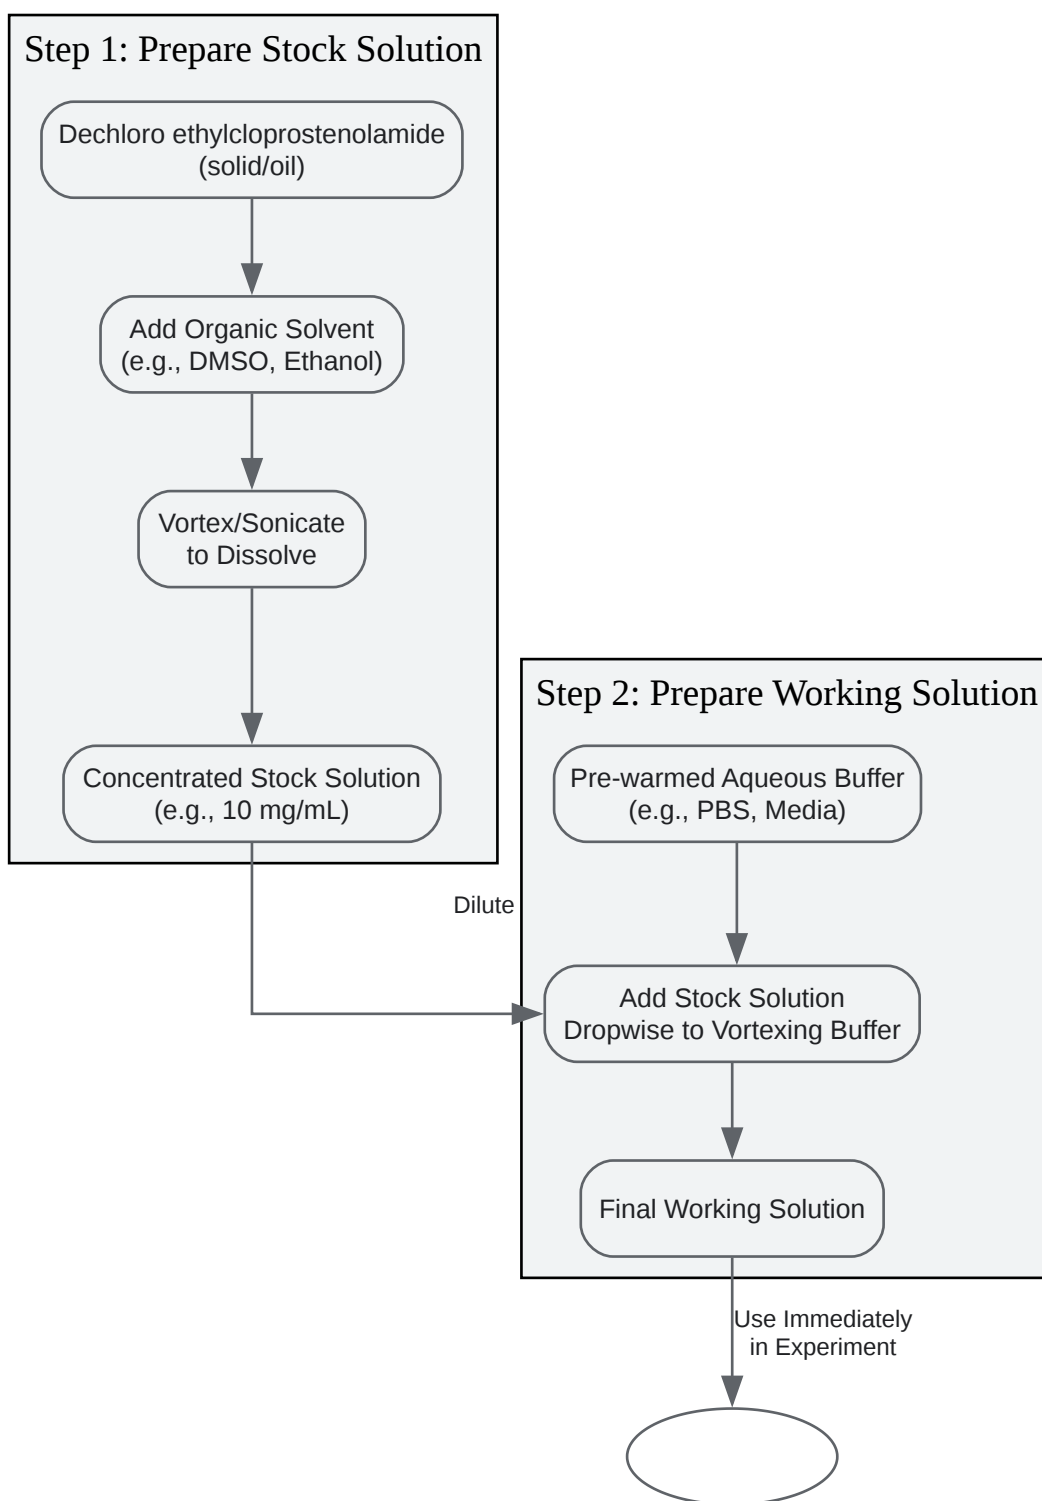 Step 1: Prepare Stock Solution
Dechloro ethylcloprostenolamide
(solid/oil)
Add Organic Solvent
(e.g., DMSO, Ethanol)
Vortex/Sonicate
to Dissolve
Concentrated Stock Solution
(e.g., 10 mg/mL)
Dilute
Step 2: Prepare Working Solution
Pre-warmed Aqueous Buffer
(e.g., PBS, Media)
Add Stock Solution
Dropwise to Vortexing Buffer
Final Working Solution
Use Immediately
in Experiment